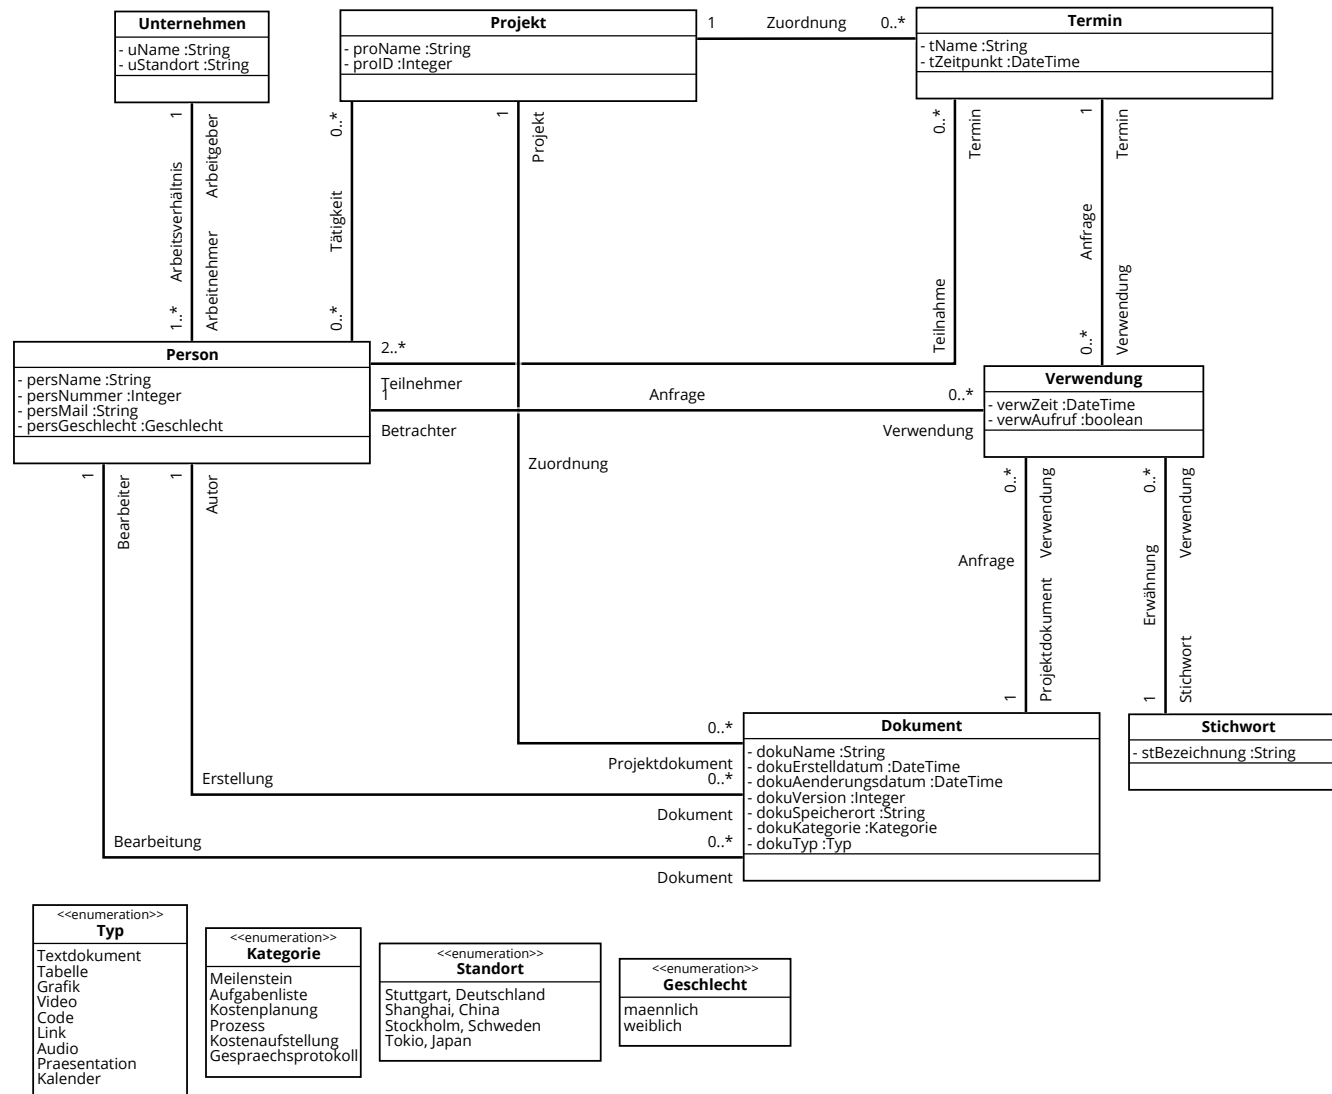 Unternehmen
- uName :String
- uStandort :String
Projekt
- proName :String
- proID :Integer
1 Zuordnung 0..*
Termin
- tName :String
- tZeitpunkt :DateTime
1
Arbeitgeber
Arbeitsverhältnis
1..*
Arbeitnehmer
0..*
Tätigkeit
0..*
1
Projekt
0..*
Termin
Teilnahme
1
Termin
Anfrage
0..*
Verwendung
Person
- persName :String
- persNummer :Integer
- persMail :String
- persGeschlecht :Geschlecht
2..*
Teilnehmer
1 Anfrage 0..*
Betrachter Verwendung
Verwendung
- verwZeit :DateTime
- verwAufruf :boolean
Zuordnung
1
Bearbeiter
1
Autor
0..*
Verwendung
Anfrage
1
Projektdokument
0..*
Verwendung
Erwähnung
1
Stichwort
0..*
Projektdokument
Erstellung 0..*
Dokument
Bearbeitung 0..*
Dokument
Dokument
- dokuName :String
- dokuErstelldatum :DateTime
- dokuAenderungsdatum :DateTime
- dokuVersion :Integer
- dokuSpeicherort :String
- dokuKategorie :Kategorie
- dokuTyp :Typ
Stichwort
- stBezeichnung :String
<<enumeration>>
Typ
Textdokument
Tabelle
Grafik
Video
Code
Link
Audio
Praesentation
Kalender
<<enumeration>>
Kategorie
Meilenstein
Aufgabenliste
Kostenplanung
Prozess
Kostenaufstellung
Gespraechsprotokoll
<<enumeration>>
Standort
Stuttgart, Deutschland
Shanghai, China
Stockholm, Schweden
Tokio, Japan
<<enumeration>>
Geschlecht
maennlich
weiblich